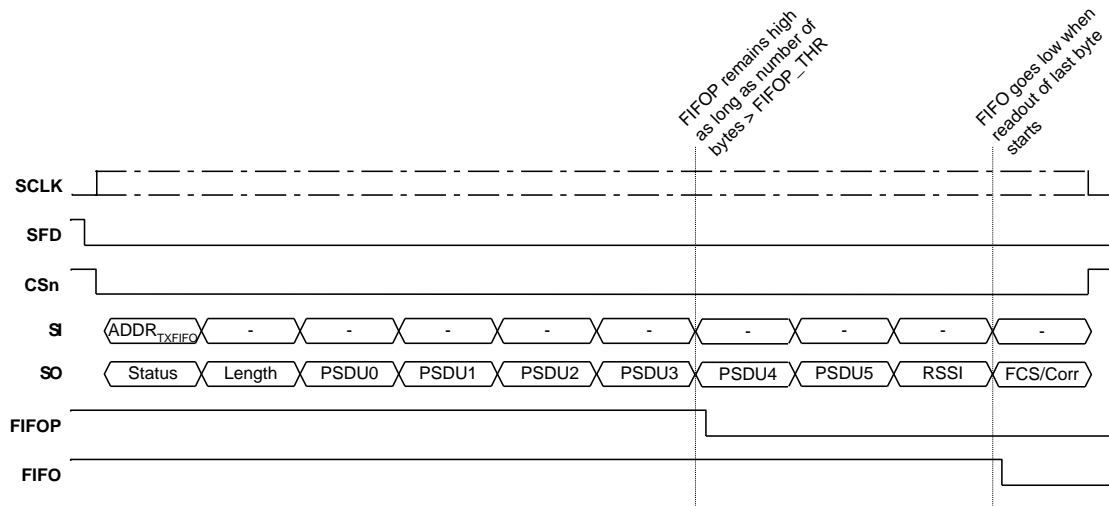 FIFOP remains high
as long as number of
bytes > FIFOP_THR
FIFO goes low when
readout of last byte
starts
SCLK
SFD
CSn
SI ADDRTXFIFO - - - - - - - - -
SO Status Length PSDU0 PSDU1 PSDU2 PSDU3 PSDU4 PSDU5 RSSI FCS/Corr
FIFOP
FIFO